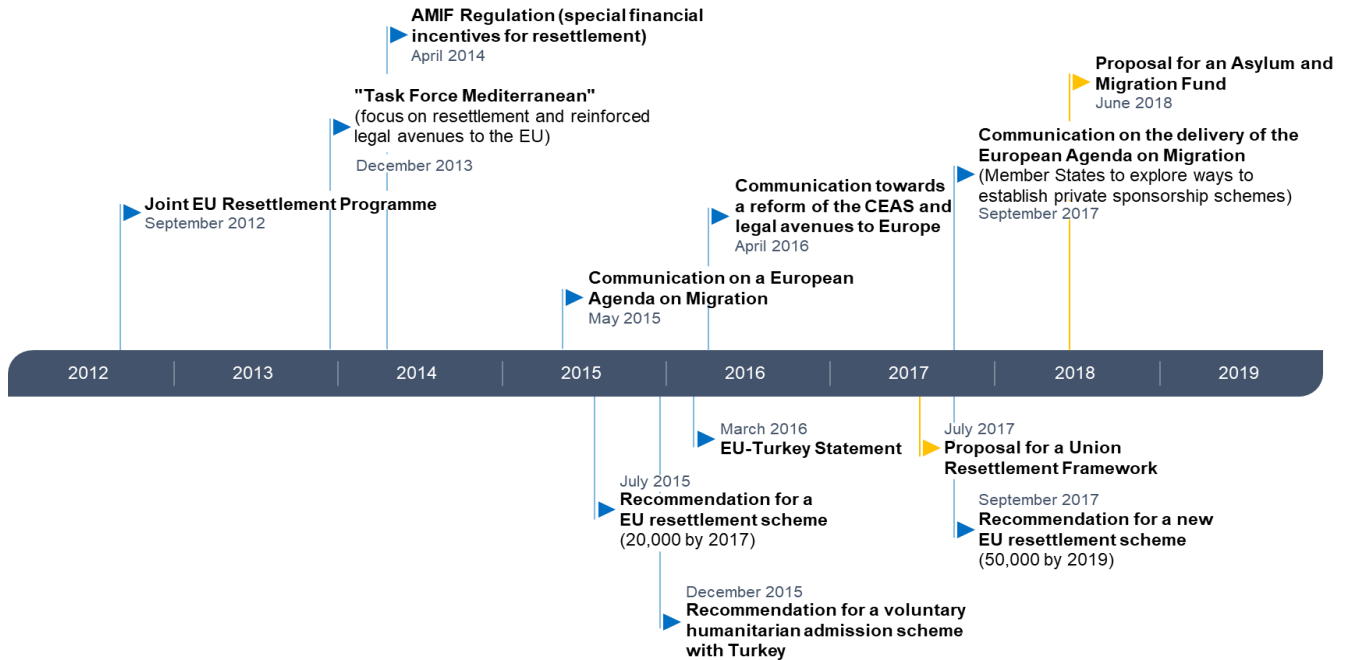 AMIF Regulation (special financial
incentives for resettlement)
April 2014
"Task Force Mediterranean"
(focus on resettlement and reinforced
legal avenues to the EU)
December 2013
Joint EU Resettlement Programme
September 2012
Communication on a European
Agenda on Migration
May 2015
Communication towards
a reform of the CEAS and
legal avenues to Europe
April 2016
Proposal for an Asylum and
Migration Fund
June 2018
Communication on the delivery of the
European Agenda on Migration
(Member States to explore ways to
establish private sponsorship schemes)
September 2017
2012
2013
2014
2015
2016
2017
2018
2019
March 2016
EU-Turkey Statement
July 2015
Recommendation for a
EU resettlement scheme
(20,000 by 2017)
December 2015
Recommendation for a voluntary
humanitarian admission scheme
with Turkey
July 2017
Proposal for a Union
Resettlement Framework
September 2017
Recommendation for a new
EU resettlement scheme
(50,000 by 2019)